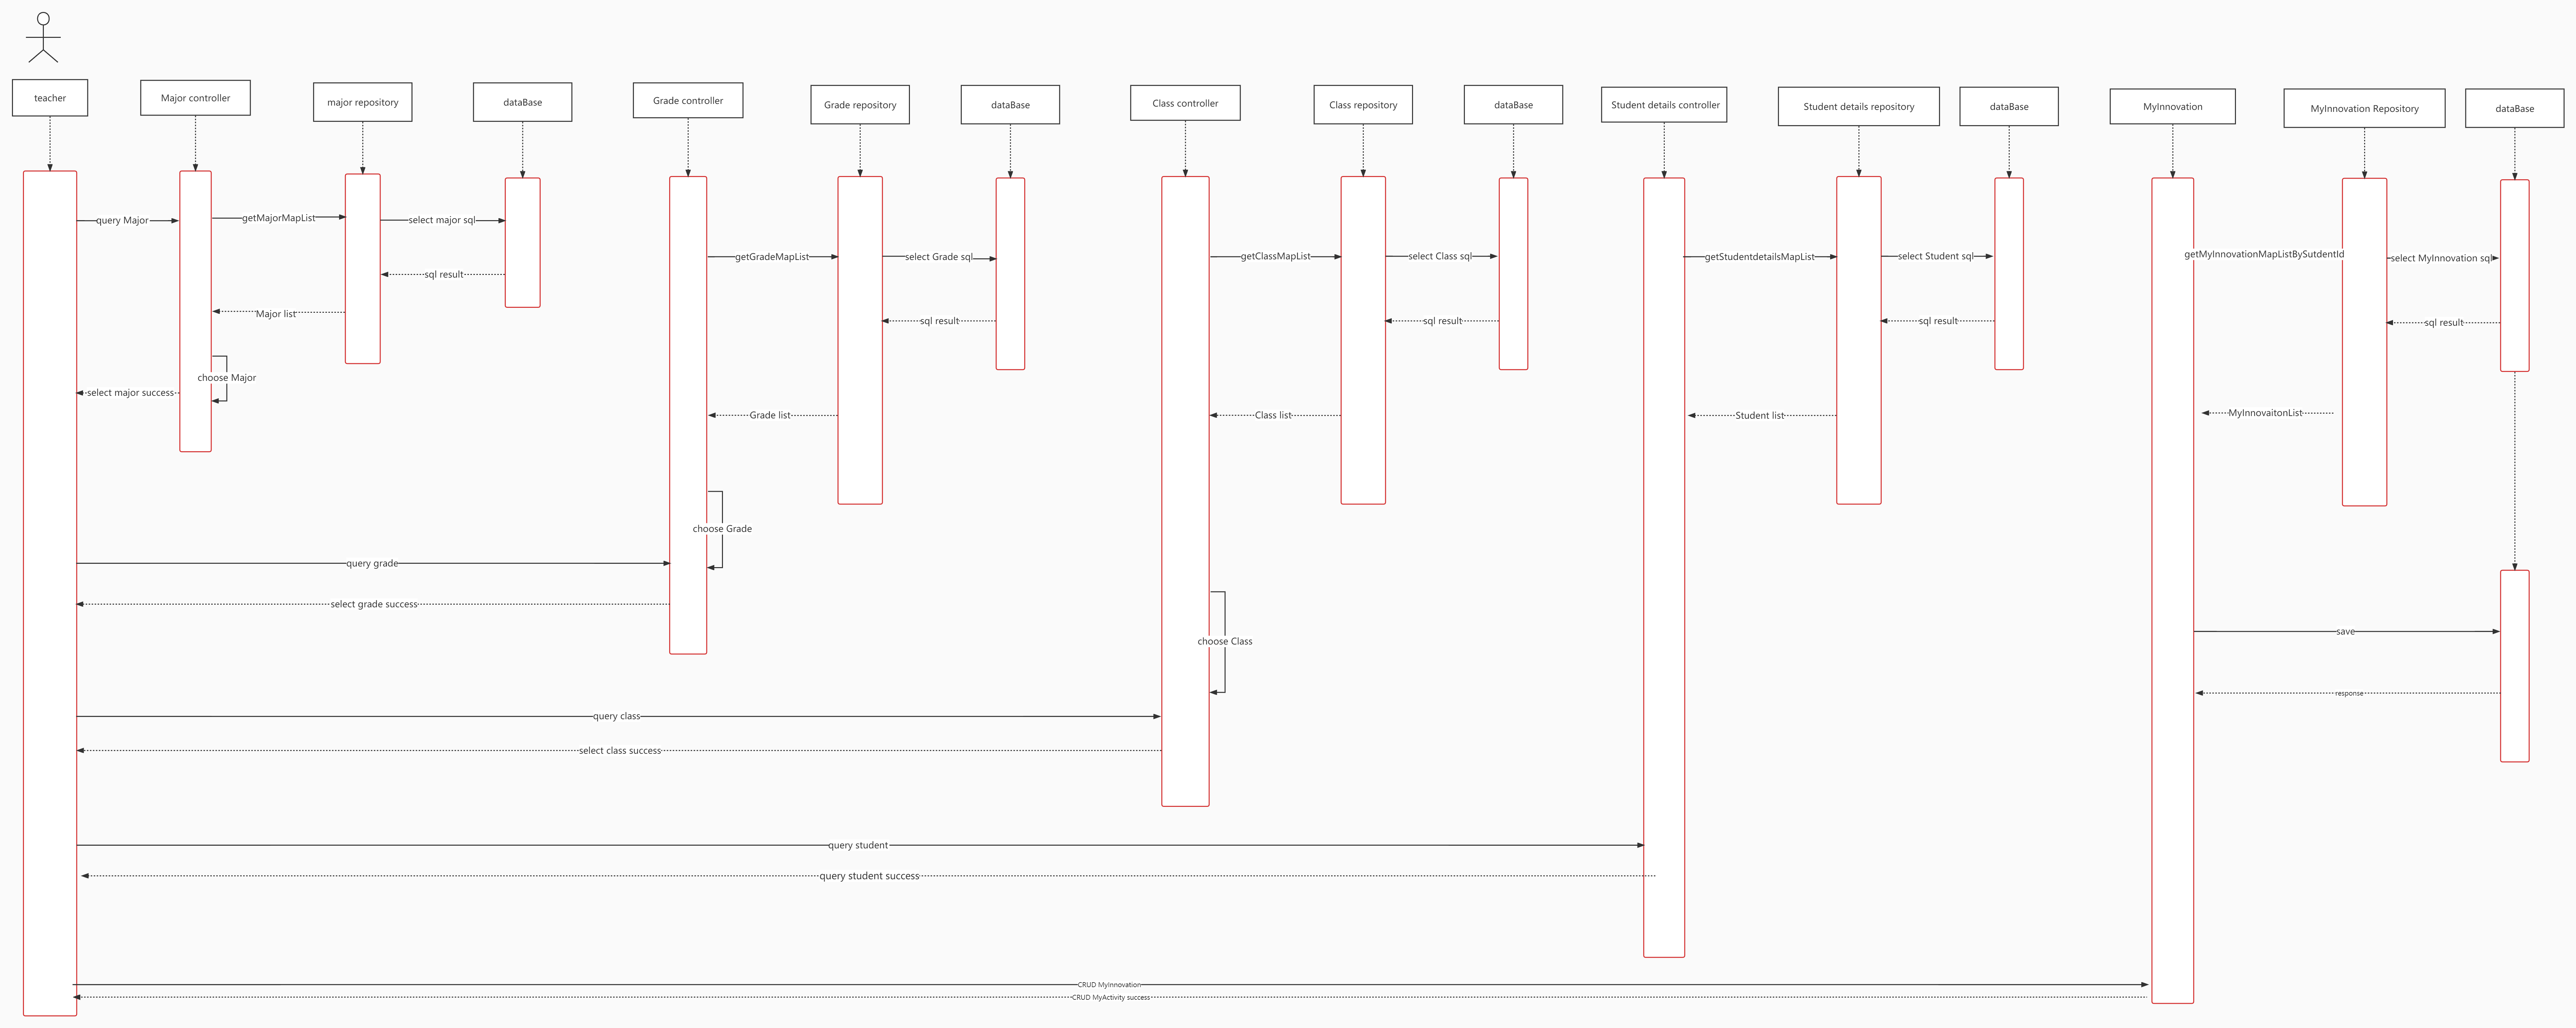 teacher
Major controller
major repository
dataBase
Grade controller
Grade repository
dataBase
Class controller
Class repository
dataBase
Student details controller
Student details repository
dataBase
MyInnovation
MyInnovation Repository
dataBase
query Major
getMajorMapList
select major sql
getGradeMapList
select Grade sql
getClassMapList
select Class sql
getStudentdetailsMapList
select Student sql
getMyInnovationMapListBySutdentId
select MyInnovation sql
sql result
Major list
sql result
sql result
sql result
sql result
choose Major
select major success
Grade list
Class list
Student list
MyInnovaitonList
choose Grade
query grade
select grade success
save
choose Class
response
query class
select class success
query student
query student success
CRUD MyInnovation
CRUD MyActivity success